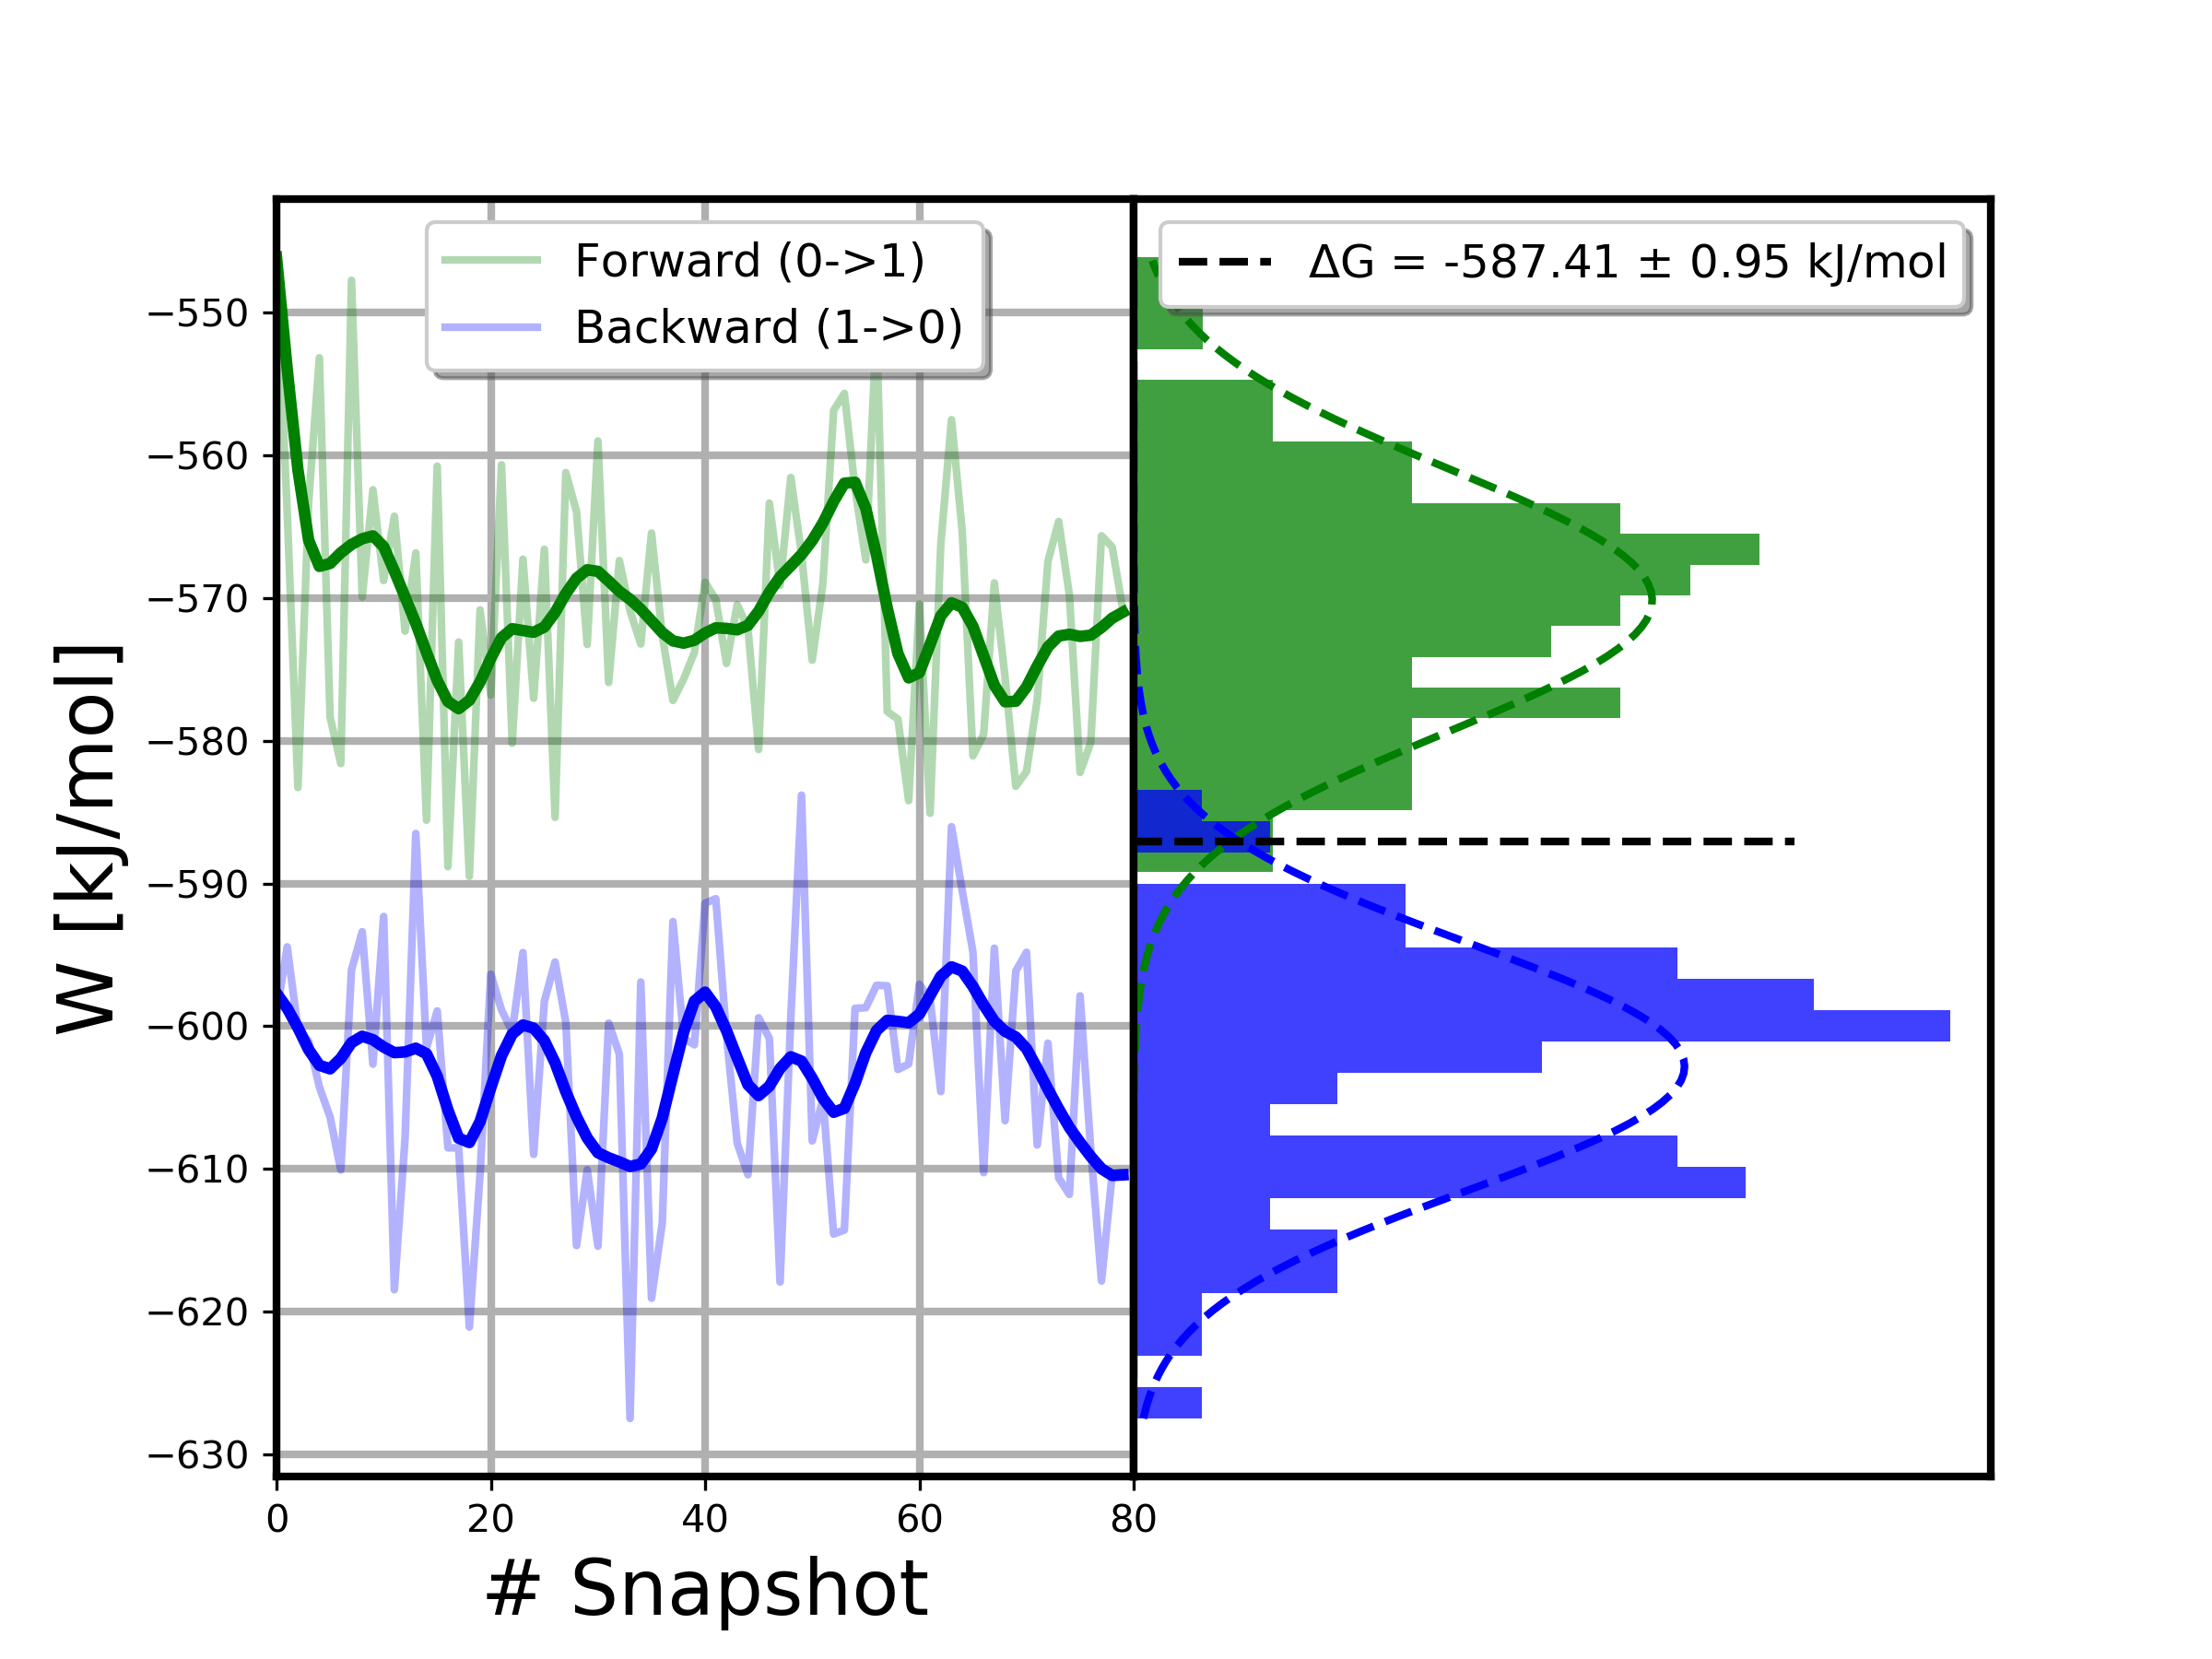 Forward (0->1)
Backward (1->0)
ΔG = -587.41 ± 0.95 kJ/mol
W [kJ/mol]
−550
−560
−570
−580
−590
−600
−610
−620
−630
0 20 40 60 80
# Snapshot